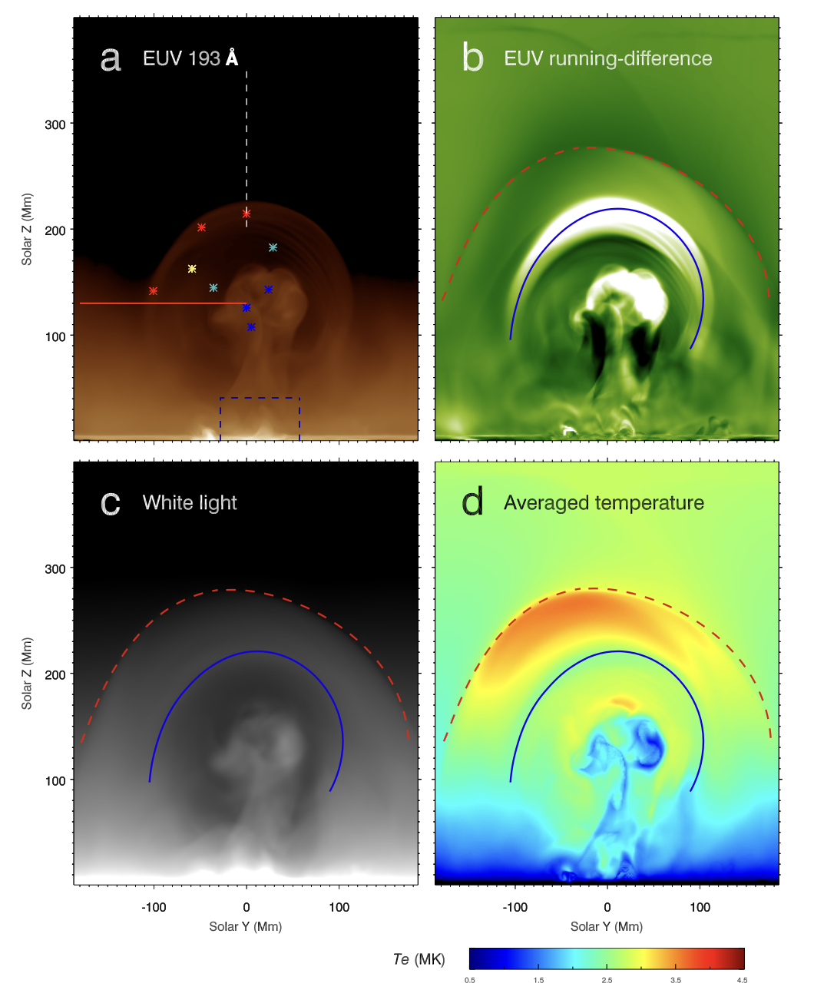 a EUV 193 Å
b EUV running-difference
300
200
100
Solar Z (Mm)
c White light
d Averaged temperature
300
200
100
Solar Z (Mm)
-100 0 100
-100 0 100
Solar Y (Mm)
Solar Y (Mm)
Te (MK)
0.5 1.5 2.5 3.5 4.5